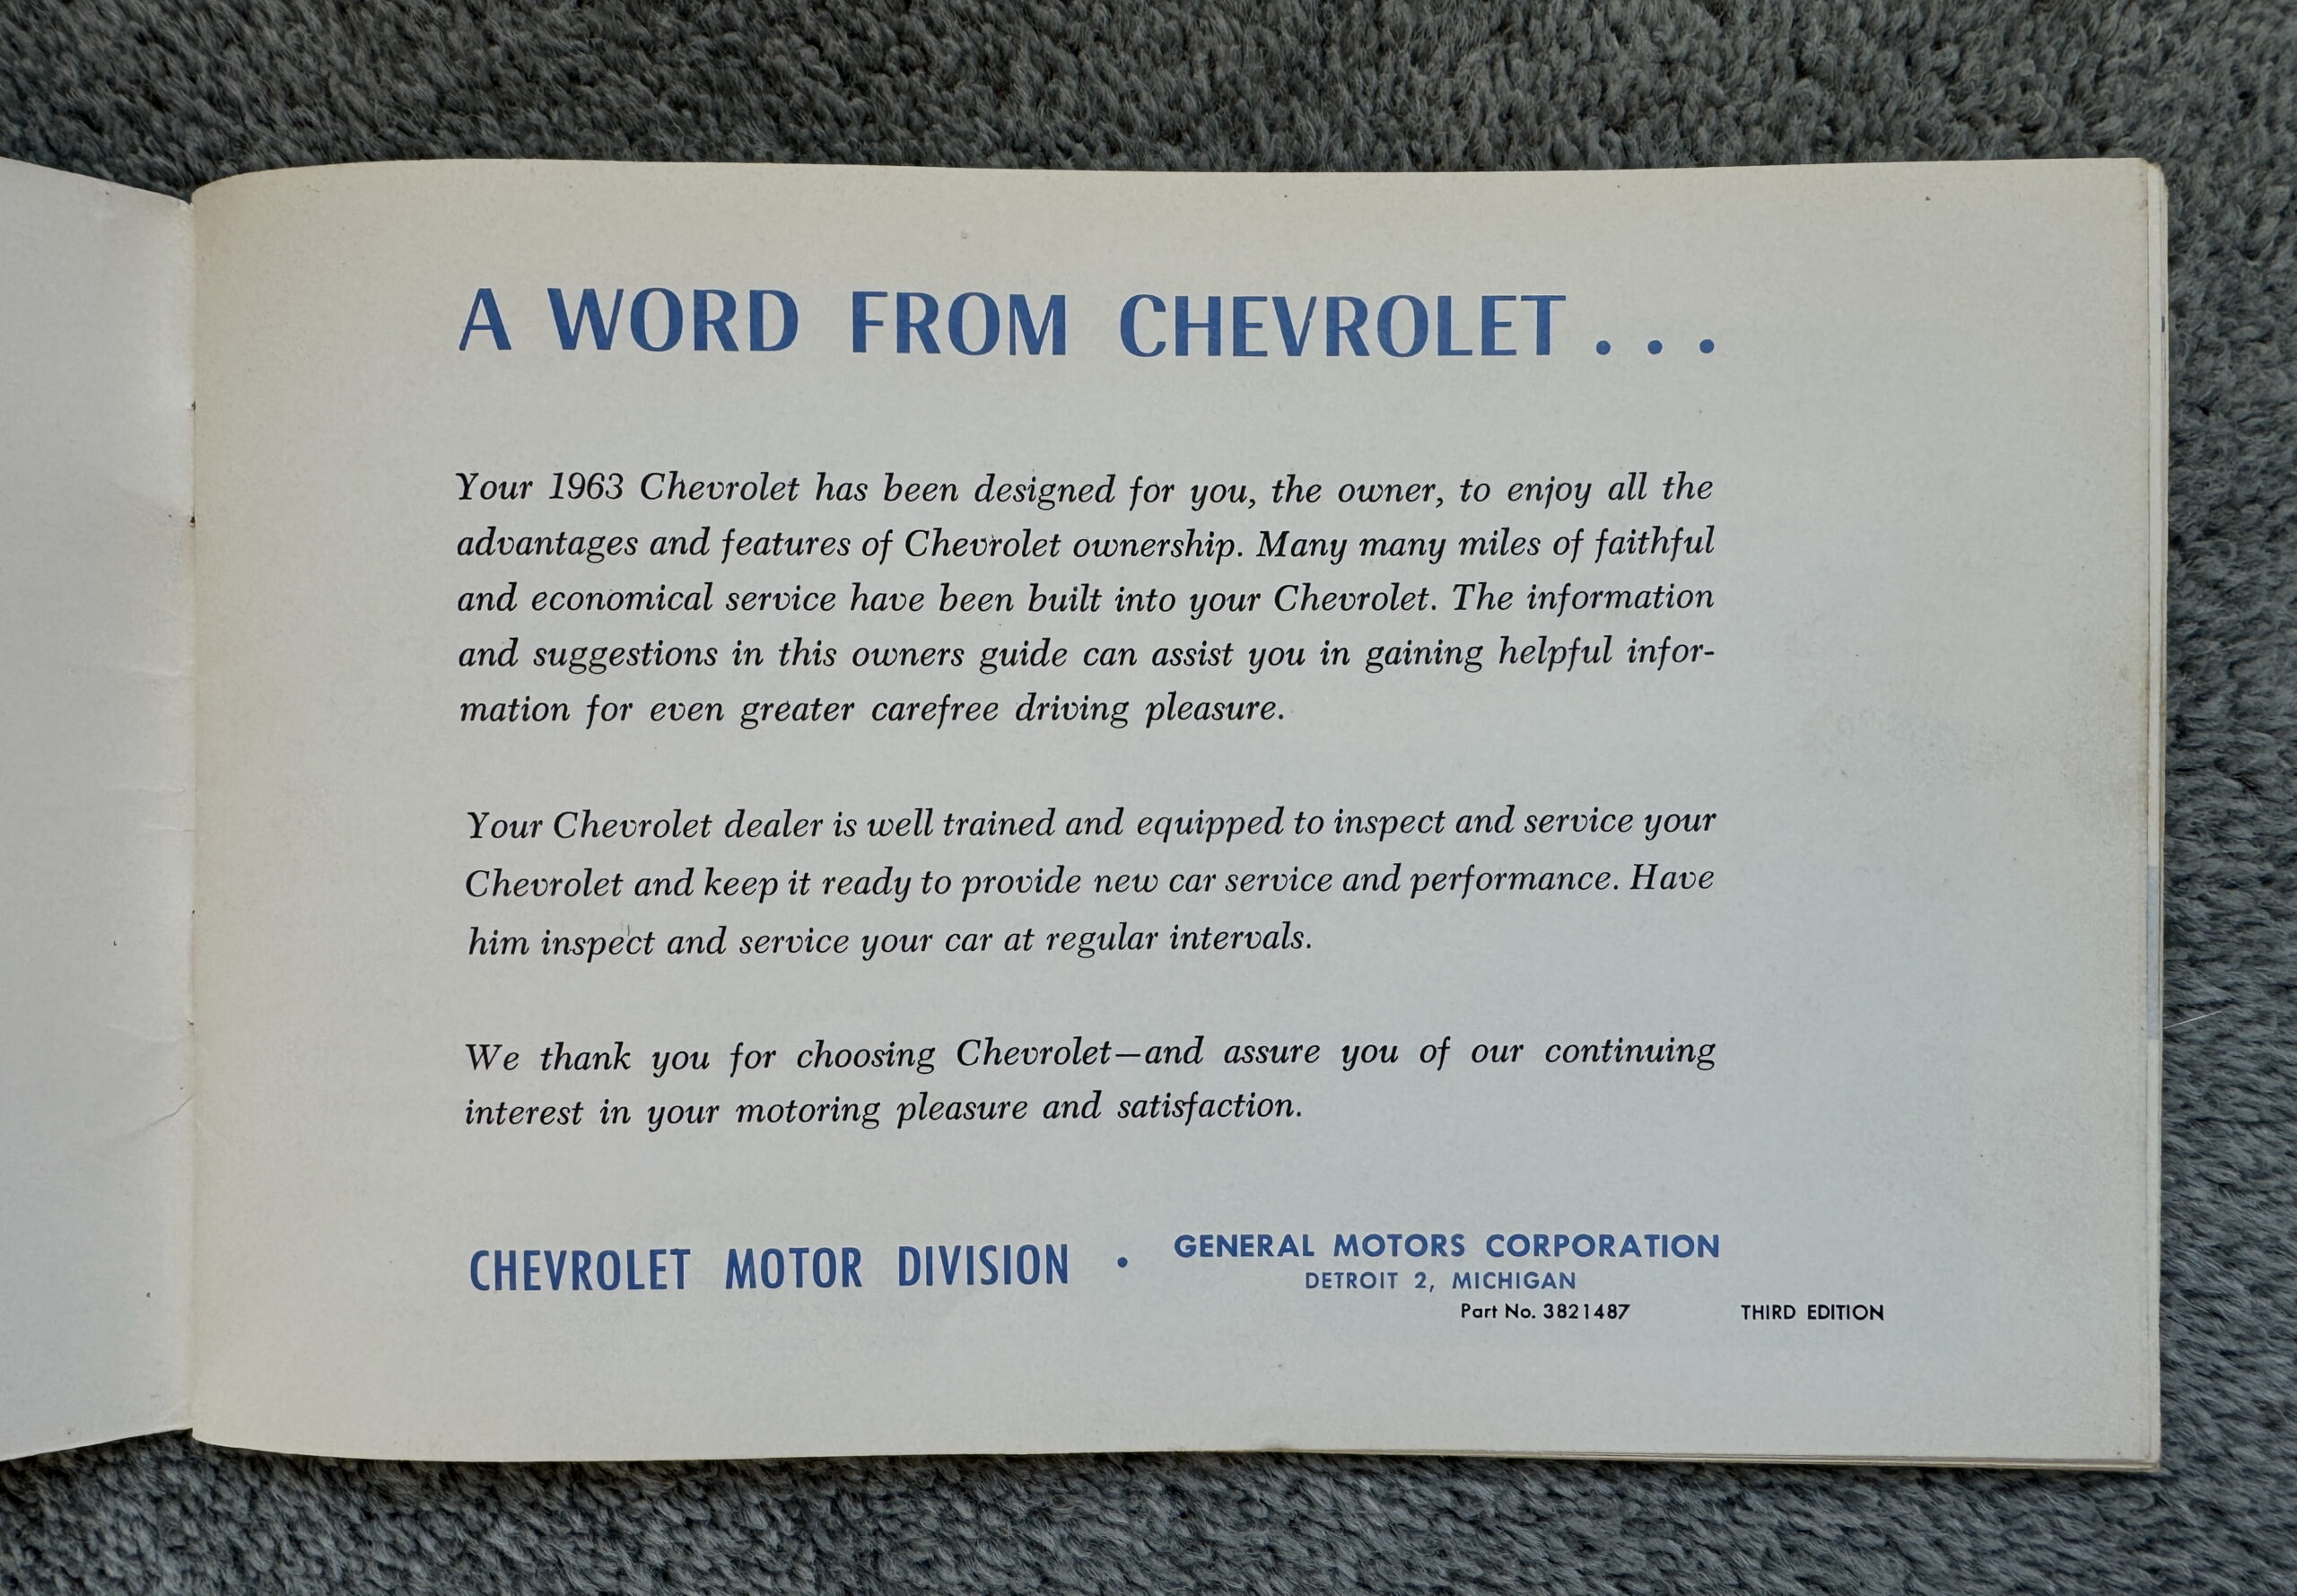 A WORD FROM CHEVROLET . . .
Your 1963 Chevrolet has been designed for you, the owner, to enjoy all the
advantages and features of Chevrolet ownership. Many many miles of faithful
and economical service have been built into your Chevrolet. The information
and suggestions in this owners guide can assist you in gaining helpful infor-
mation for even greater carefree driving pleasure.
Your Chevrolet dealer is well trained and equipped to inspect and service your
Chevrolet and keep it ready to provide new car service and performance. Have
him inspect and service your car at regular intervals.
We thank you for choosing Chevrolet—and assure you of our continuing
interest in your motoring pleasure and satisfaction.
CHEVROLET MOTOR DIVISION • GENERAL MOTORS CORPORATION
DETROIT 2, MICHIGAN
Part No. 3821487 THIRD EDITION